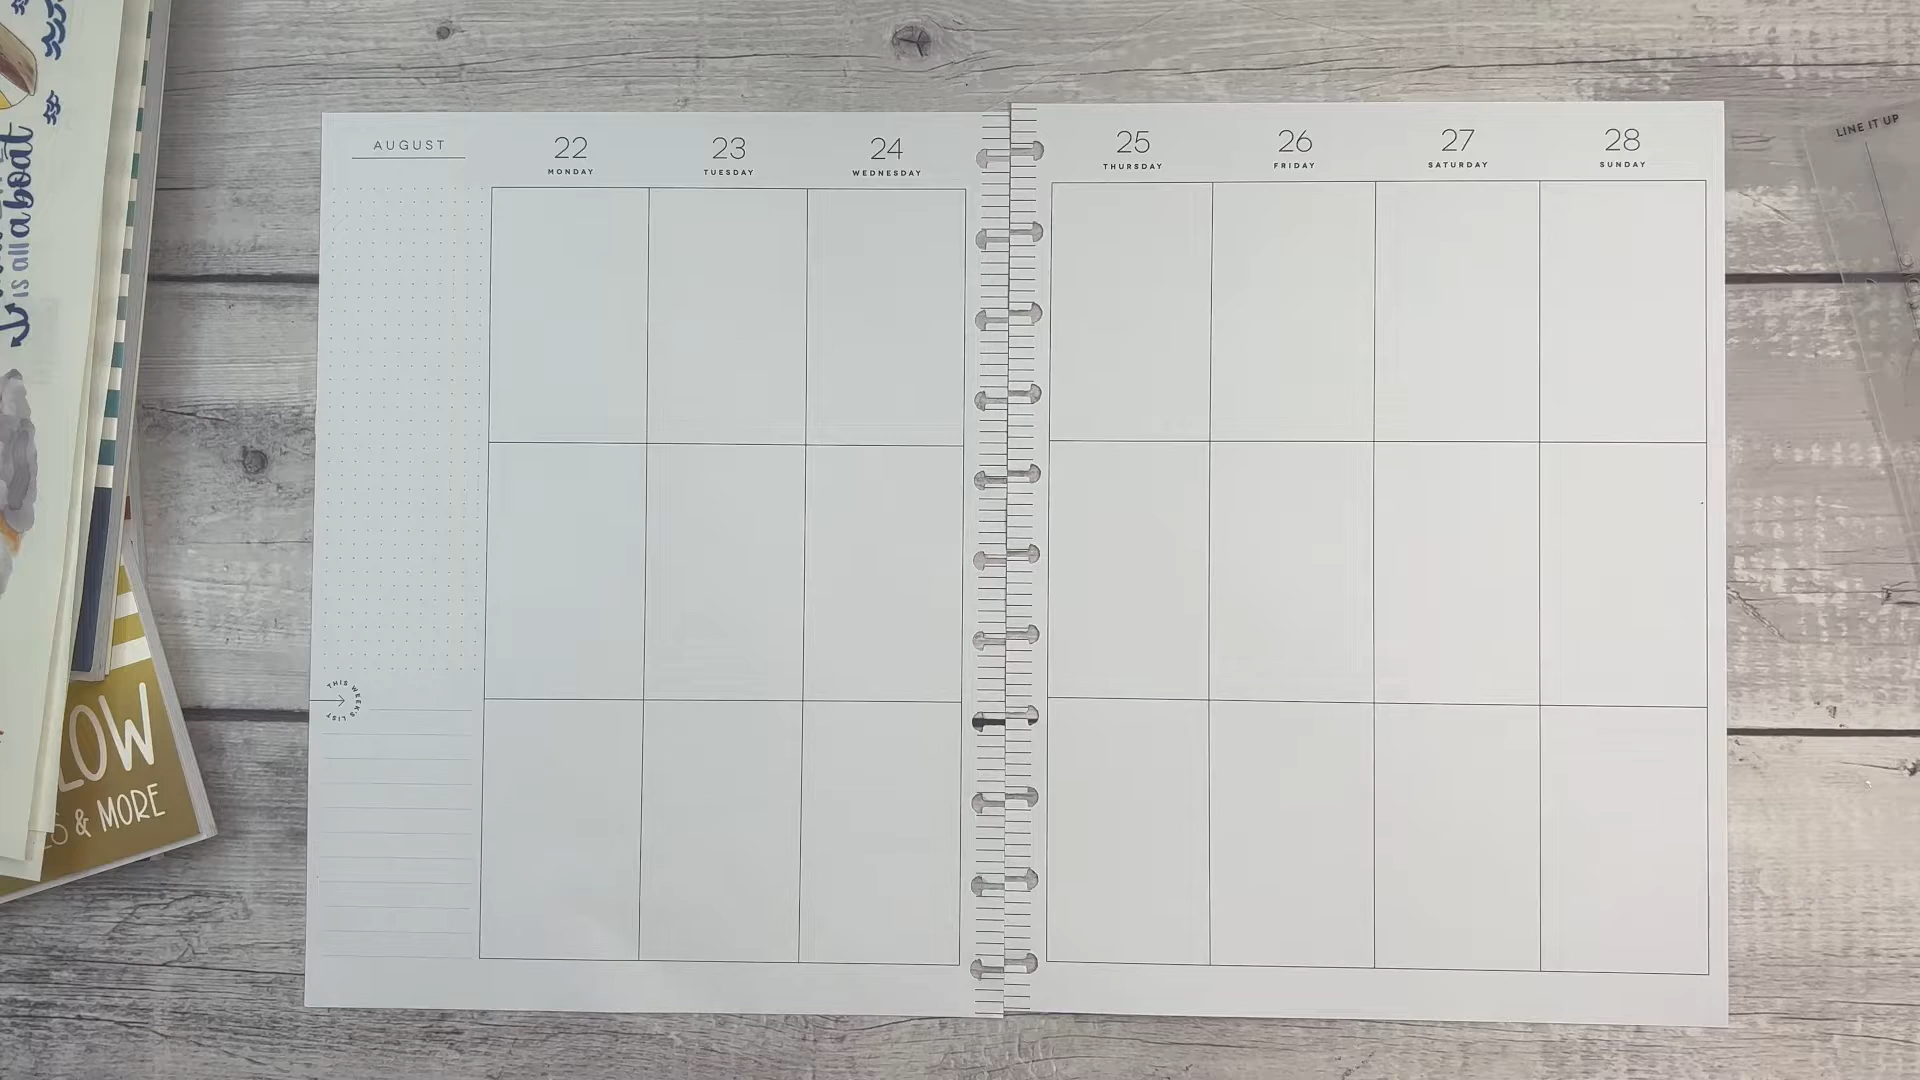 AUGUST
22
MONDAY
23
TUESDAY
24
WEDNESDAY
25
THURSDAY
26
FRIDAY
27
SATURDAY
28
SUNDAY
THIS WEEK'S LIST
is all aboat
LOW
& MORE
LINE IT UP